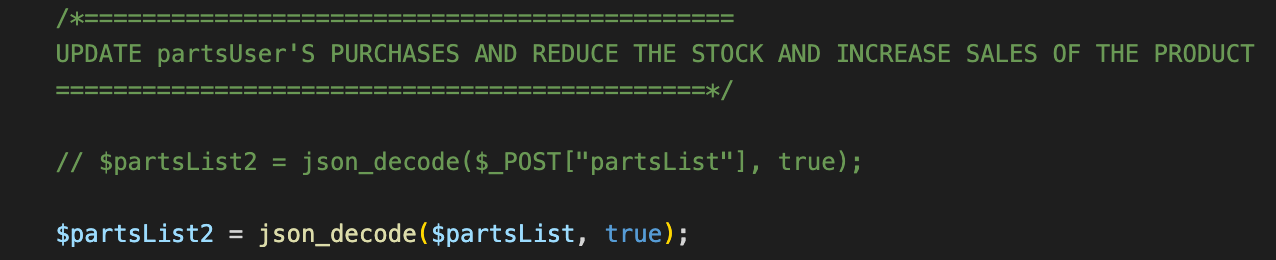 /*=============================================
UPDATE partsUser'S PURCHASES AND REDUCE THE STOCK AND INCREASE SALES OF THE PRODUCT
=============================================*/
// $partsList2 = json_decode($_POST["partsList"], true);
$partsList2 = json_decode($partsList, true);